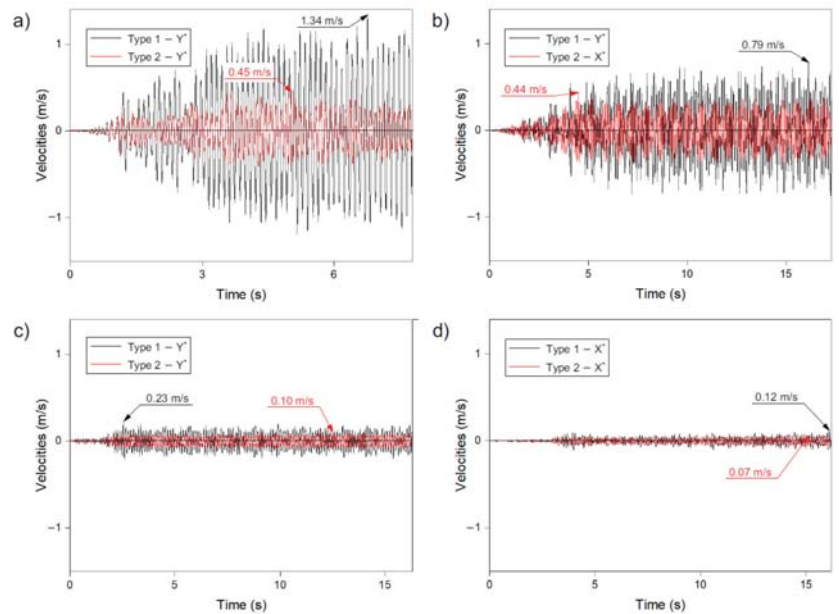 a)
Type 1 – Y*
Type 2 – Y*
1.34 m/s
0.45 m/s
Velocities (m/s)
1
0
−1
0
3
6
Time (s)
b)
Type 1 – Y*
Type 2 – X*
0.79 m/s
0.44 m/s
Velocities (m/s)
1
0
−1
0
5
10
15
Time (s)
c)
Type 1 – Y*
Type 2 – Y*
0.23 m/s
0.10 m/s
Velocities (m/s)
1
0
−1
0
5
10
15
Time (s)
d)
Type 1 – X*
Type 2 – X*
0.12 m/s
0.07 m/s
Velocities (m/s)
1
0
−1
0
5
10
15
Time (s)